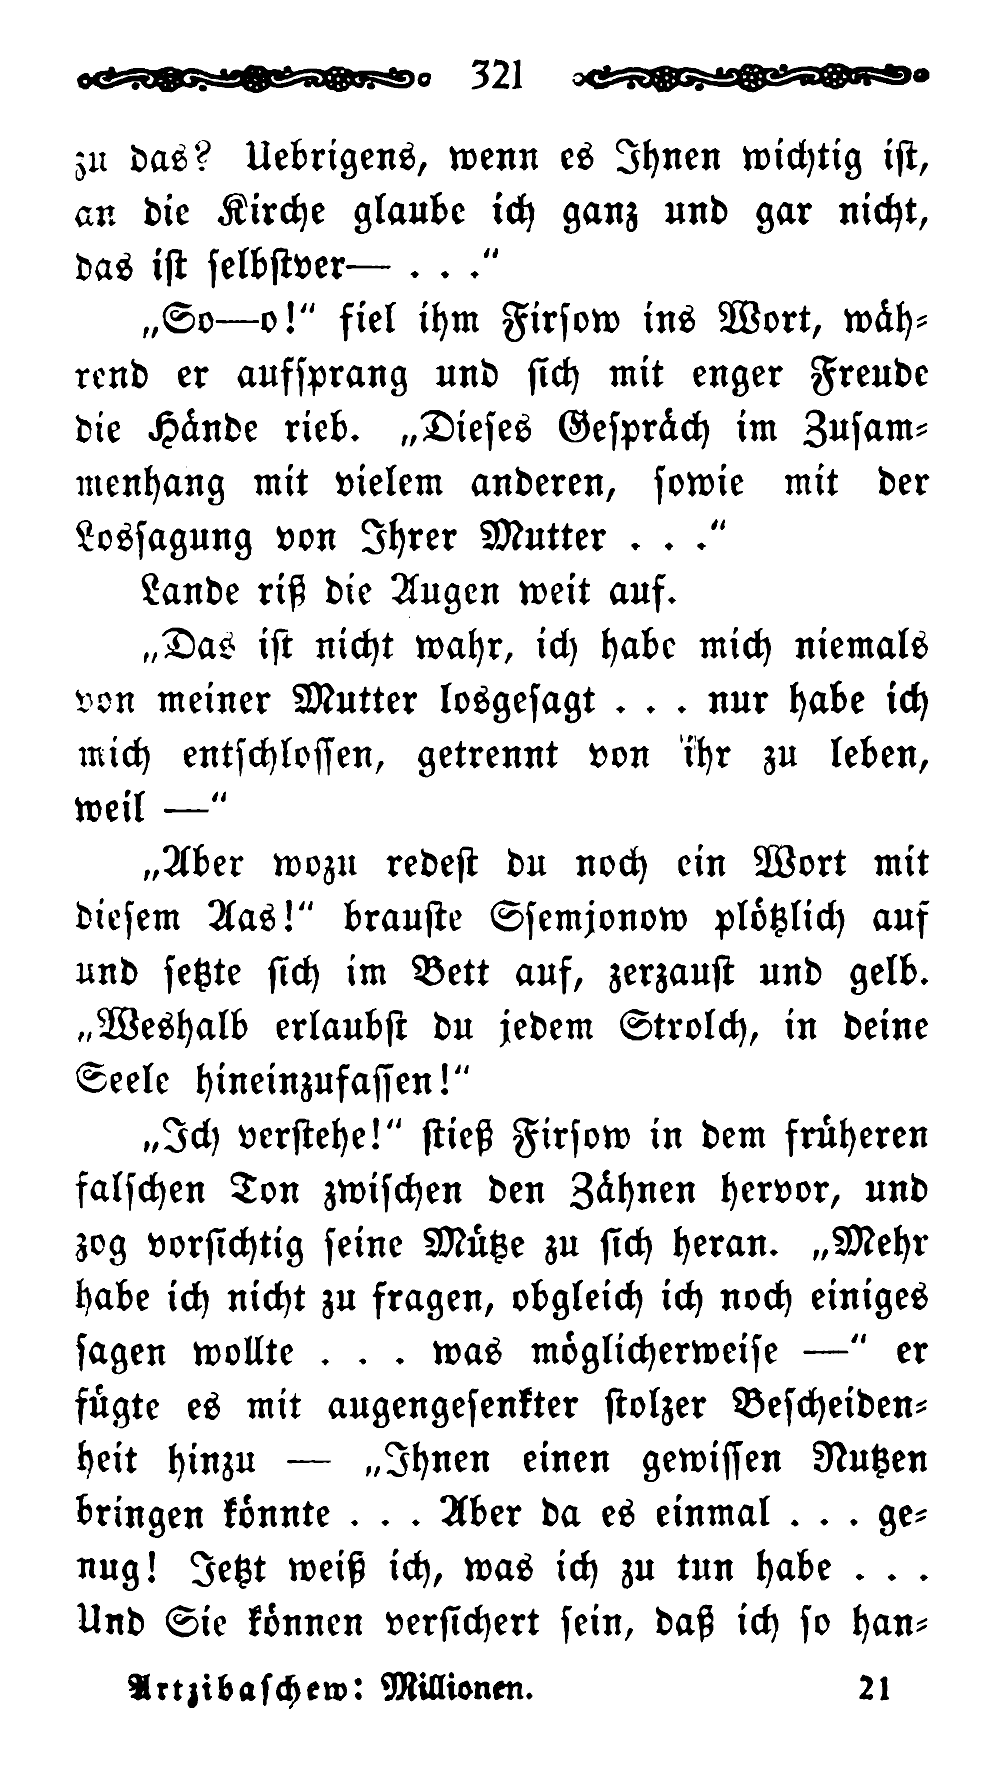 321
zu das? Uebrigens, wenn es Ihnen wichtig ist,
an die Kirche glaube ich ganz und gar nicht,
das ist selbstver— . . .“
„So—o!“ fiel ihm Firsow ins Wort, wäh-
rend er aufsprang und sich mit enger Freude
die Hände rieb. „Dieses Gespräch im Zusam-
menhang mit vielem anderen, sowie mit der
Lossagung von Ihrer Mutter . . .“
Lande riß die Augen weit auf.
„Das ist nicht wahr, ich habe mich niemals
von meiner Mutter losgesagt . . . nur habe ich
mich entschlossen, getrennt von ihr zu leben,
weil —“
„Aber wozu redest du noch ein Wort mit
diesem Aas!“ brauste Ssemjonow plötzlich auf
und setzte sich im Bett auf, zerzaust und gelb.
„Weshalb erlaubst du jedem Strolch, in deine
Seele hineinzufassen!“
„Ich verstehe!“ stieß Firsow in dem früheren
falschen Ton zwischen den Zähnen hervor, und
zog vorsichtig seine Mütze zu sich heran. „Mehr
habe ich nicht zu fragen, obgleich ich noch einiges
sagen wollte . . . was möglicherweise —“ er
fügte es mit augengesenkter stolzer Bescheiden-
heit hinzu — „Ihnen einen gewissen Nutzen
bringen könnte . . . Aber da es einmal . . . ge-
nug! Jetzt weiß ich, was ich zu tun habe . . .
Und Sie können versichert sein, daß ich so han-
Artzibaschew: Millionen. 21